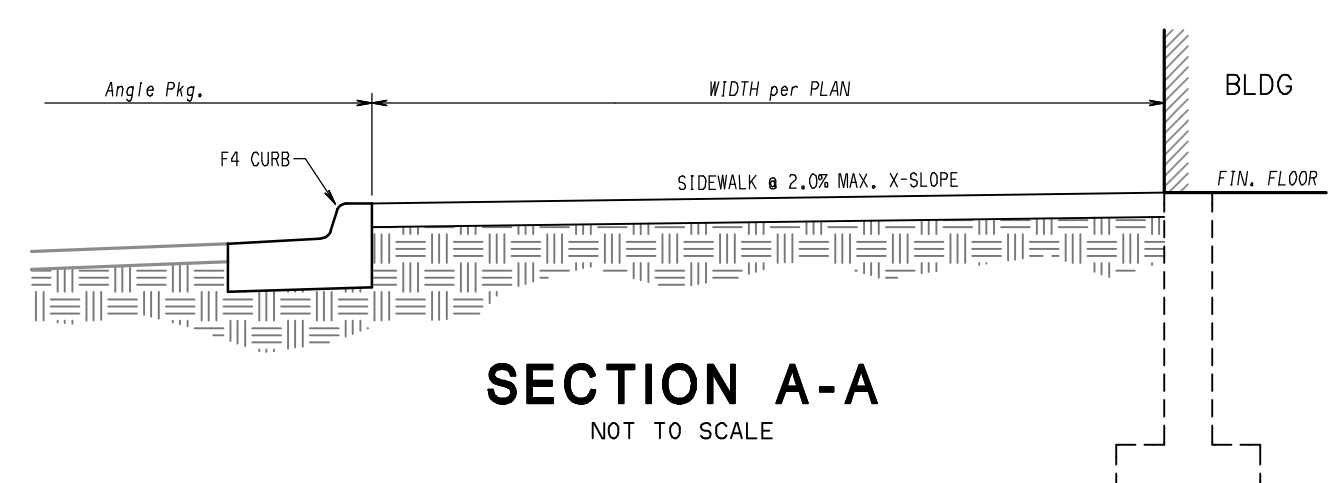 BLDG
Angle Pkg.
WIDTH per PLAN
F4 CURB
SIDEWALK @ 2.0% MAX. X-SLOPE
FIN. FLOOR
SECTION A-A
NOT TO SCALE